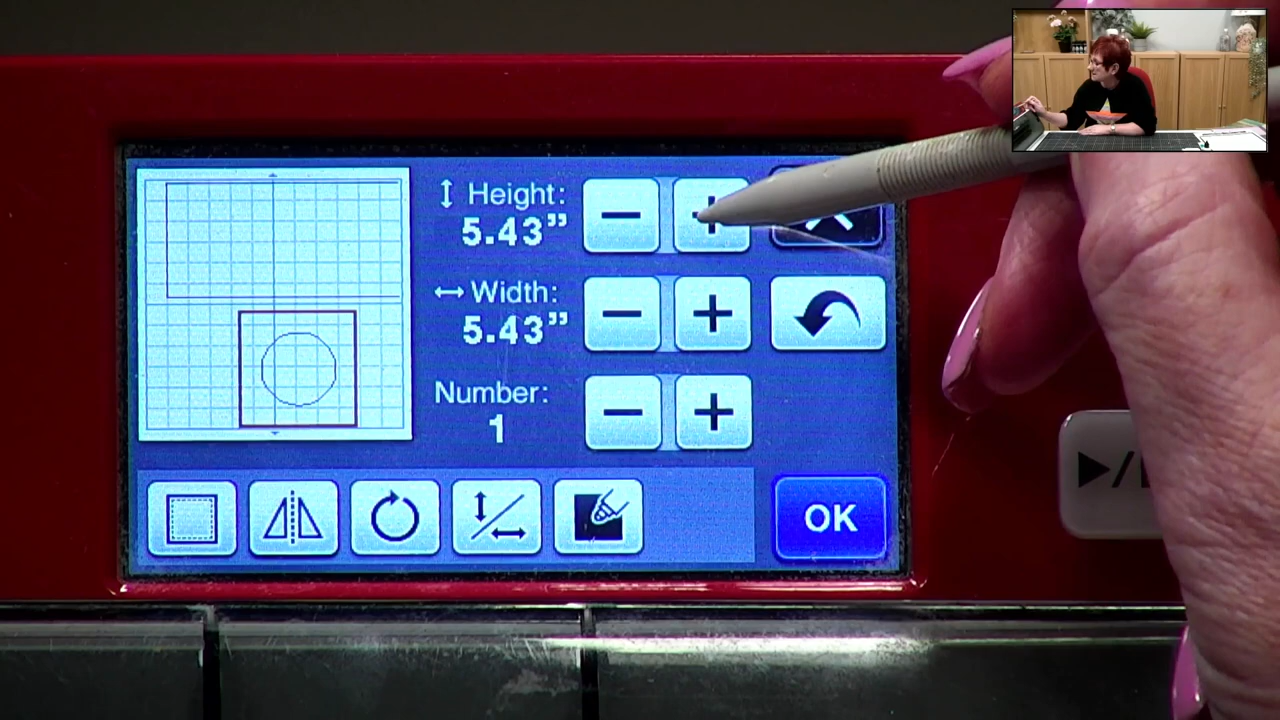 Height:
5.43”
Width:
5.43”
Number:
1
OK